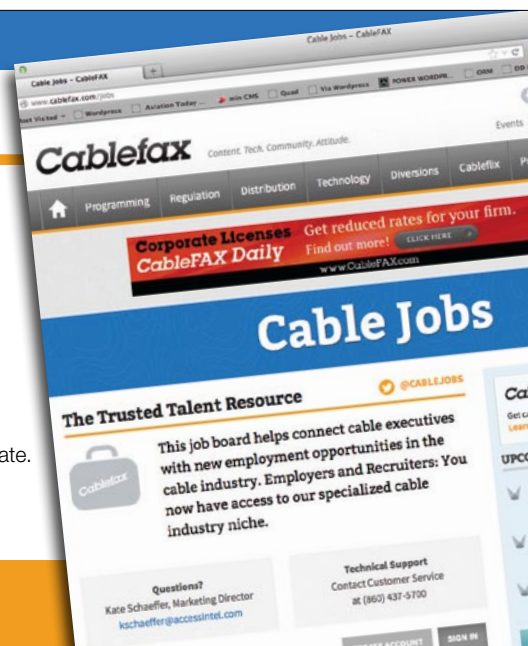 Cable Jobs – CableFAX
Cable Jobs – CableFAX
www.cablefax.com/jobs
Most Visited
Wordpress
Aviation Today ...
min CMS
Quad
Via Wordpress
POWER WORDPR...
ORM
Cablefax
Content. Tech. Community. Attitude.
Events
Programming
Regulation
Distribution
Technology
Diversions
Cableflix
Corporate Licenses
CableFAX Daily
Get reduced rates for your firm.
Find out more!
CLICK HERE
www.CableFAX.com
Cable Jobs
The Trusted Talent Resource
@CABLEJOBS
Cablefax
This job board helps connect cable executives
with new employment opportunities in the
cable industry. Employers and Recruiters: You
now have access to our specialized cable
industry niche.
Questions?
Kate Schaeffer, Marketing Director
kschaeffer@accessintel.com
Technical Support
Contact Customer Service
at (860) 437-5700
SIGN IN
ate.